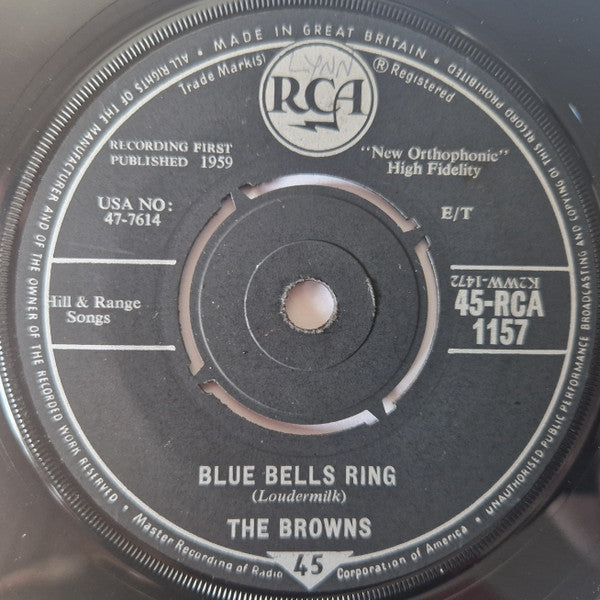 ALL RIGHTS OF THE MANUFACTURER AND OF THE OWNER OF THE RECORDED WORK RESERVED • MADE IN GREAT BRITAIN • UNAUTHORISED PUBLIC PERFORMANCE BROADCASTING AND COPYING OF THIS RECORD PROHIBITED
Trade Mark(s)
LYNN
RCA
® Registered
RECORDING FIRST
PUBLISHED 1959
"New Orthophonic"
High Fidelity
USA NO:
47-7614
E/T
Hill & Range
Songs
K2WW-1472
45-RCA
1157
BLUE BELLS RING
(Loudermilk)
THE BROWNS
Master Recording of Radio Corporation of America
45